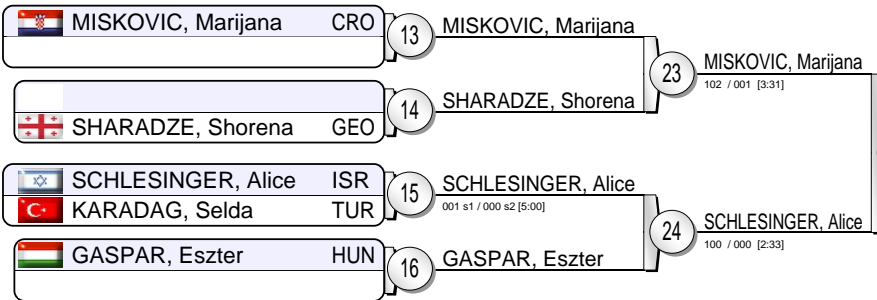 MISKOVIC, Marijana CRO
13
MISKOVIC, Marijana
23
MISKOVIC, Marijana
102 / 001 [3:31]
14
SHARADZE, Shorena
SHARADZE, Shorena GEO
SCHLESINGER, Alice ISR
KARADAG, Selda TUR
15
SCHLESINGER, Alice
001 s1 / 000 s2 [5:00]
24
SCHLESINGER, Alice
100 / 000 [2:33]
GASPAR, Eszter HUN
16
GASPAR, Eszter